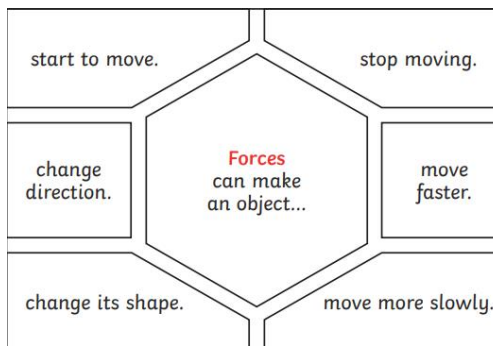 start to move.
stop moving.
change
direction.
Forces
can make
an object...
move
faster.
change its shape.
move more slowly.